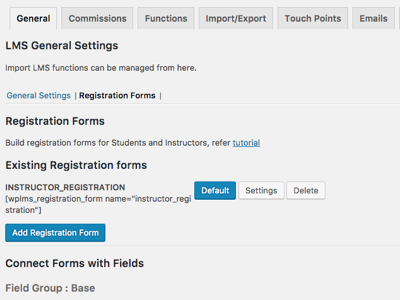 General Commissions Functions Import/Export Touch Points Emails
LMS General Settings
Import LMS functions can be managed from here.
General Settings | Registration Forms |
Registration Forms
Build registration forms for Students and Instructors, refer tutorial
Existing Registration forms
INSTRUCTOR_REGISTRATION Default Settings Delete
[wplms_registration_form name="instructor_regi
stration"]
Add Registration Form
Connect Forms with Fields
Field Group : Base